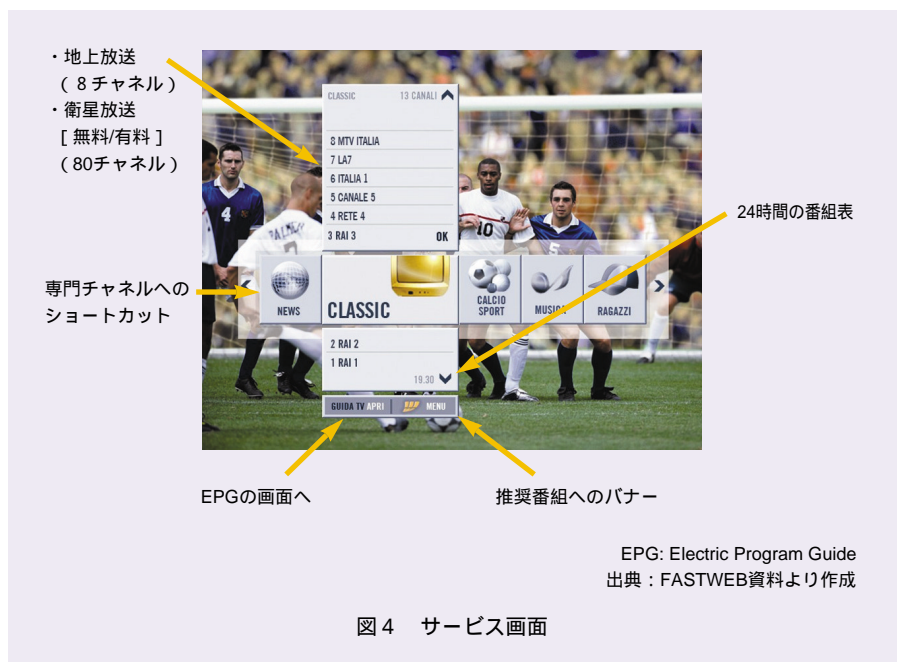 ・地上放送
（８チャネル）
・衛星放送
［無料/有料］
（80チャネル）
CLASSIC 13 CANALI
8 MTV ITALIA
7 LA7
6 ITALIA 1
5 CANALE 5
4 RETE 4
3 RAI 3 OK
4
10
5
7
24時間の番組表
専門チャネルへの
ショートカット
NEWS
CLASSIC
CALCIO
SPORT
MUSICA
RAGAZZI
2 RAI 2
1 RAI 1
19.30
GUIDA TV APRI
MENU
EPGの画面へ
推奨番組へのバナー
EPG: Electric Program Guide
出典：FASTWEB資料より作成
図４　サービス画面